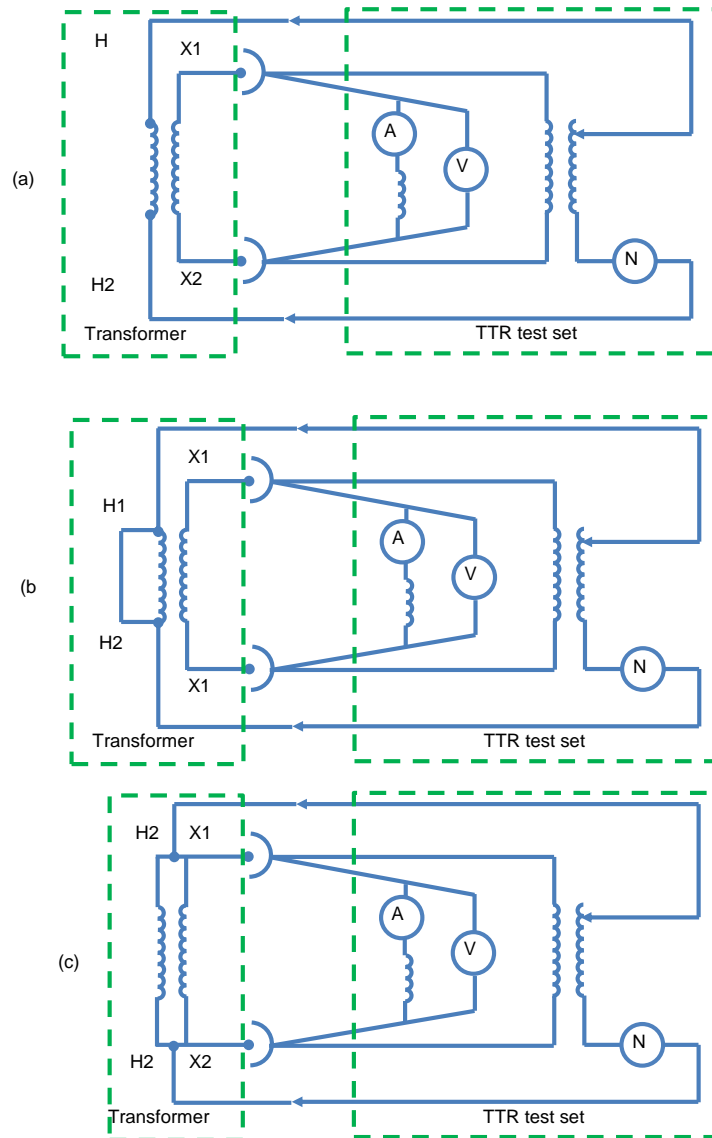 H
X1
A
V
(a)
N
H2
X2
Transformer
TTR test set
X1
H1
A
V
(b
H2
N
X1
Transformer
TTR test set
H2
X1
A
V
(c)
N
H2
X2
Transformer
TTR test set